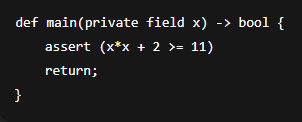 def main(private field x) -> bool {
    assert (x*x + 2 >= 11)
    return;
}